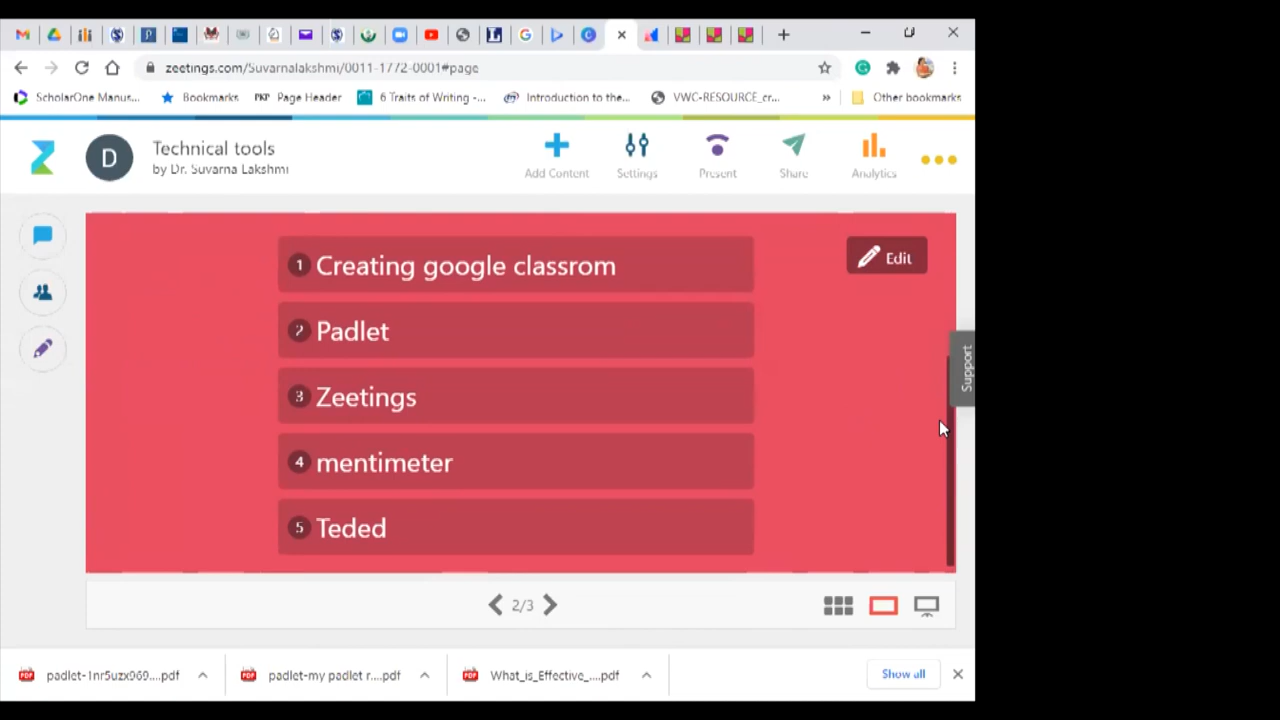 zeetings.com/Suvarnalakshmi/0011-1772-0001#page
ScholarOne Manus... Bookmarks PKP Page Header 6 Traits of Writing -... Introduction to the... VWC-RESOURCE_cr... » Other bookmarks
D
Technical tools
by Dr. Suvarna Lakshmi
Add Content Settings Present Share Analytics
1 Creating google classrom
Edit
2 Padlet
3 Zeetings
Support
4 mentimeter
5 Teded
2/3
padlet-1nr5uzx969....pdf padlet-my padlet r....pdf What_is_Effective_....pdf Show all